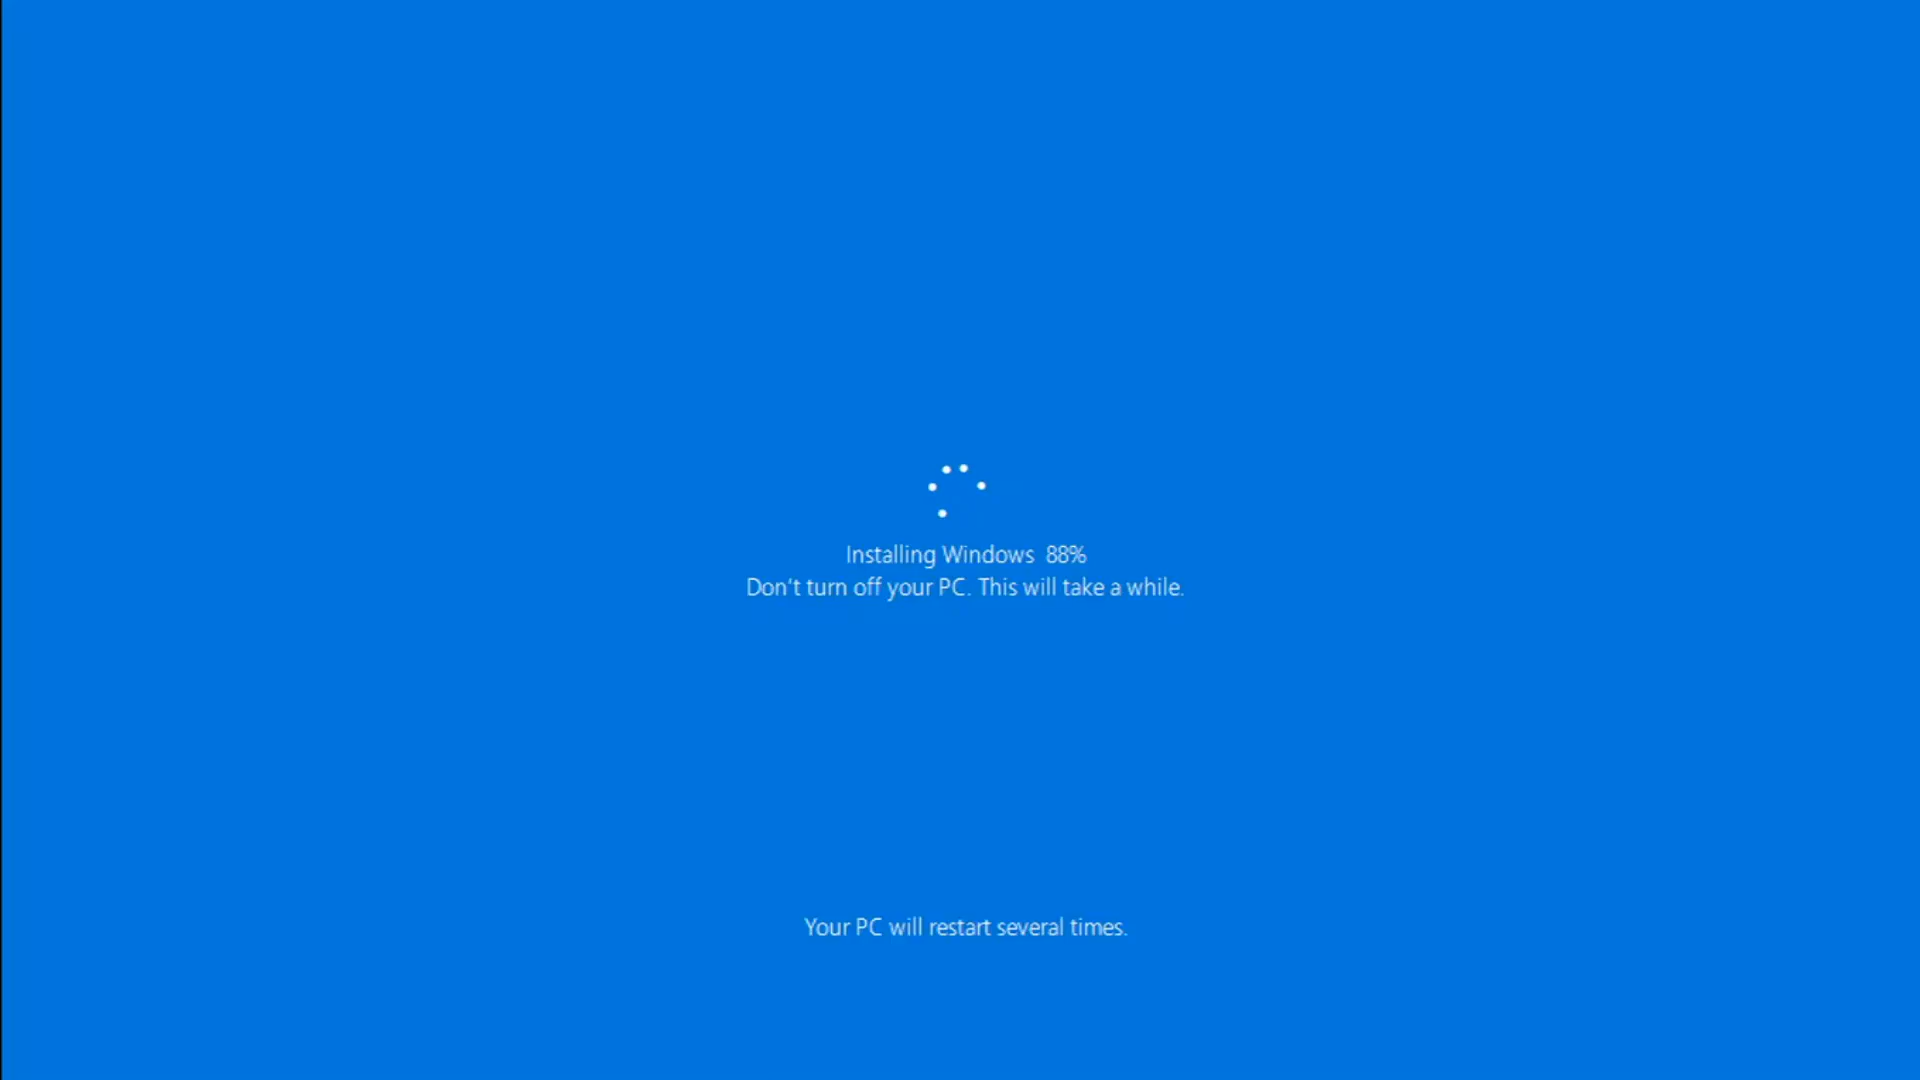 Installing Windows  88%
Don't turn off your PC. This will take a while.
Your PC will restart several times.